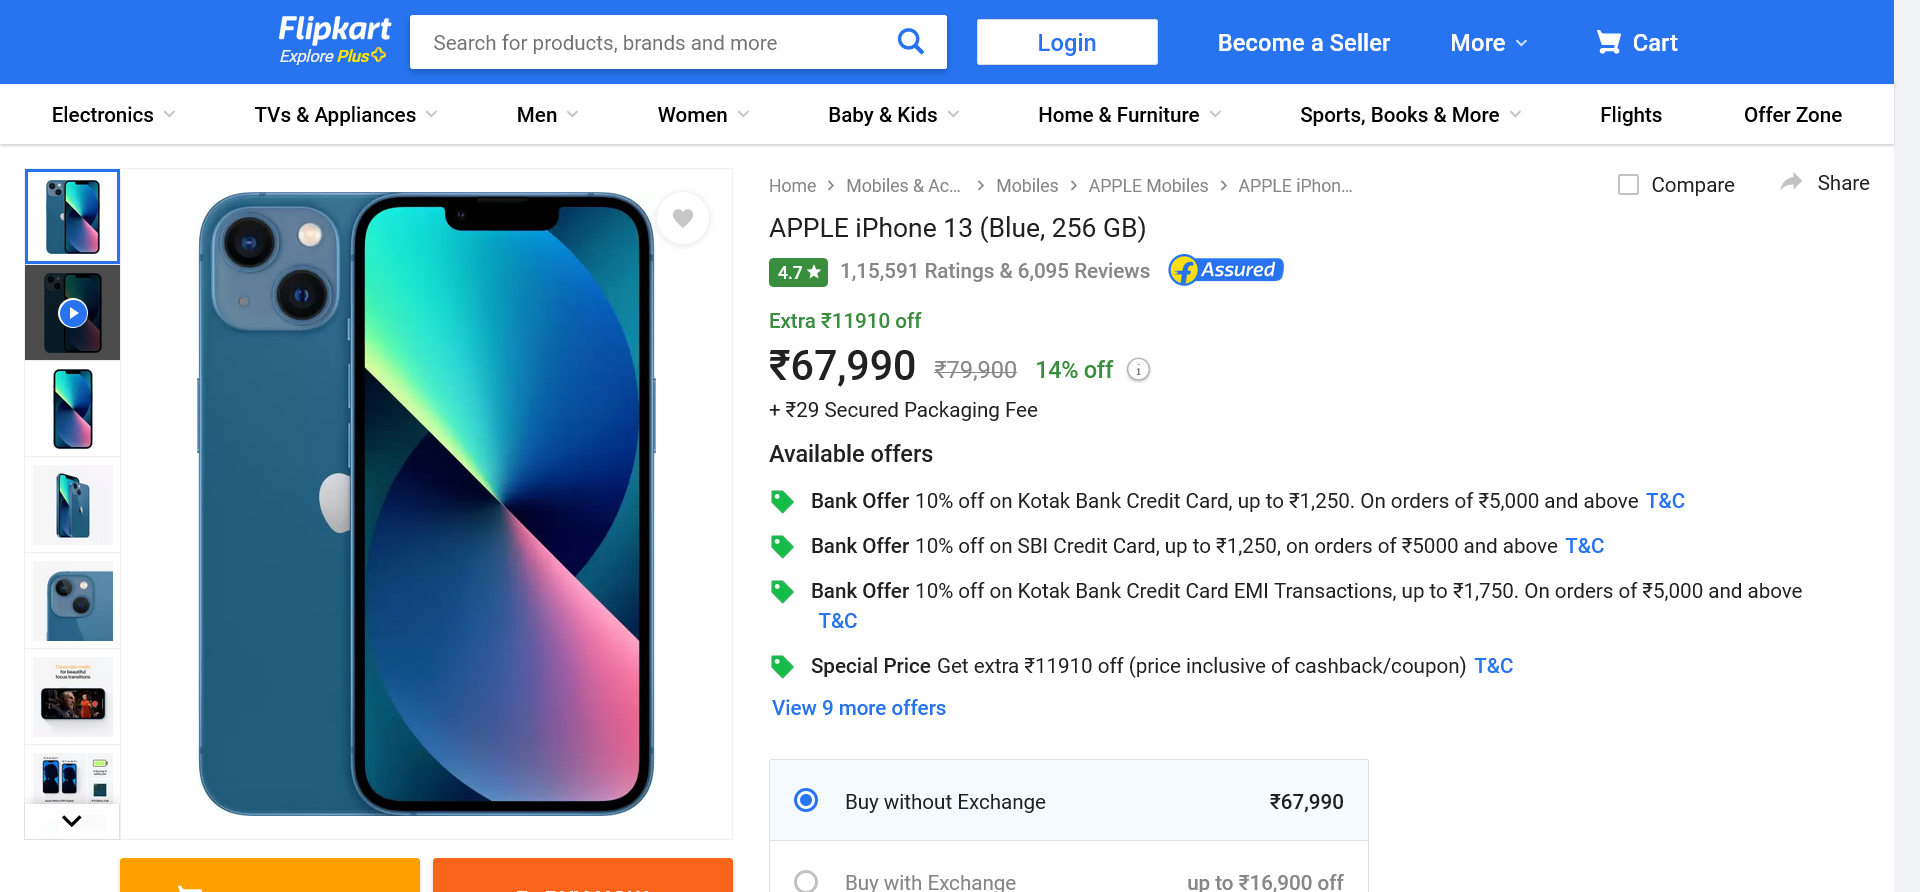 Flipkart
Explore Plus
Search for products, brands and more
Login
Become a Seller
More
Cart
Electronics
TVs & Appliances
Men
Women
Baby & Kids
Home & Furniture
Sports, Books & More
Flights
Offer Zone
Home > Mobiles & Ac... > Mobiles > APPLE Mobiles > APPLE iPhon...
Compare
Share
APPLE iPhone 13 (Blue, 256 GB)
4.7 ★ 1,15,591 Ratings & 6,095 Reviews
Assured
Extra ₹11910 off
₹67,990 ₹79,900 14% off
+ ₹29 Secured Packaging Fee
Available offers
Bank Offer 10% off on Kotak Bank Credit Card, up to ₹1,250. On orders of ₹5,000 and above T&C
Bank Offer 10% off on SBI Credit Card, up to ₹1,250, on orders of ₹5000 and above T&C
Bank Offer 10% off on Kotak Bank Credit Card EMI Transactions, up to ₹1,750. On orders of ₹5,000 and above
T&C
Special Price Get extra ₹11910 off (price inclusive of cashback/coupon) T&C
View 9 more offers
Buy without Exchange ₹67,990
Buy with Exchange up to ₹16,900 off
for beautiful
focus transitions